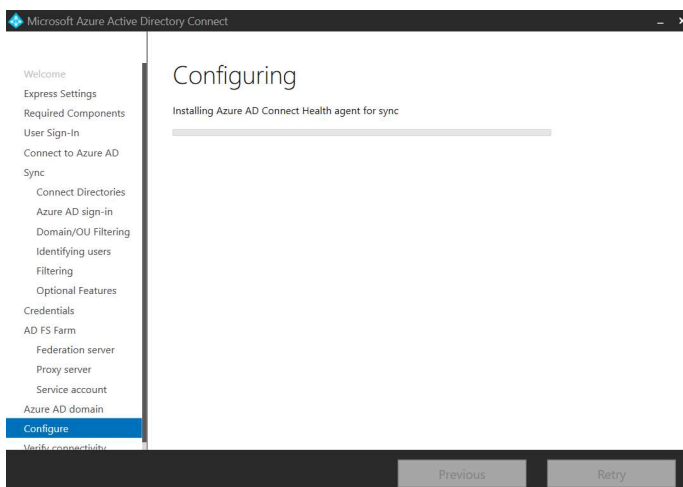 Microsoft Azure Active Directory Connect
Welcome
Express Settings
Required Components
User Sign-In
Connect to Azure AD
Sync
Connect Directories
Azure AD sign-in
Domain/OU Filtering
Identifying users
Filtering
Optional Features
Credentials
AD FS Farm
Federation server
Proxy server
Service account
Azure AD domain
Configure
Verify connectivity
Configuring
Installing Azure AD Connect Health agent for sync
Previous
Retry